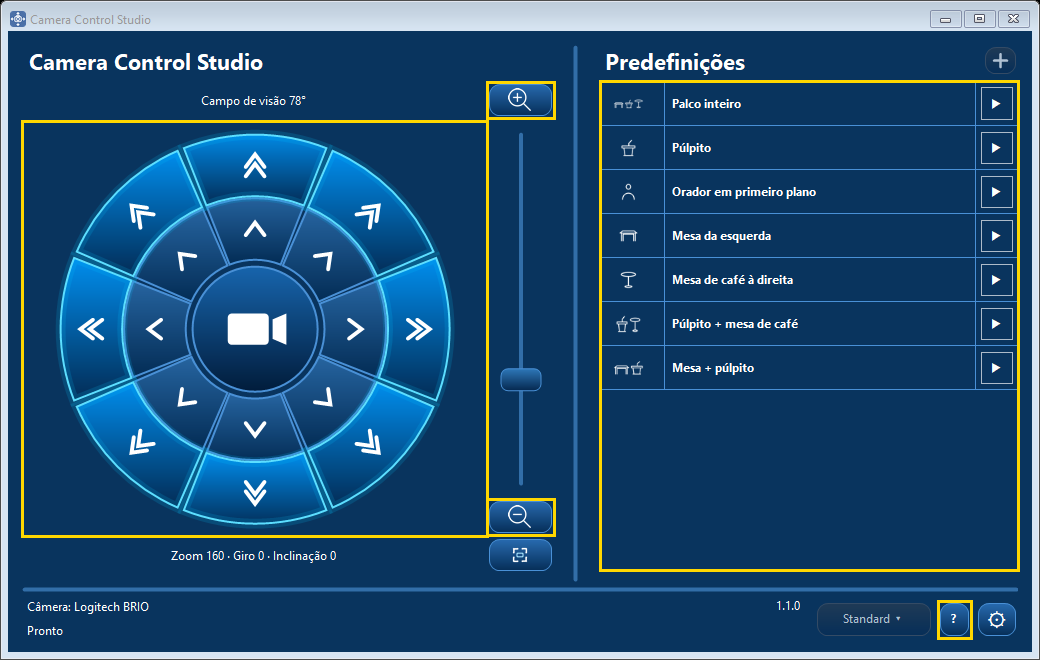 Camera Control Studio
Camera Control Studio
Campo de visão 78°
Zoom 160 · Giro 0 · Inclinação 0
Predefinições
Palco inteiro
Púlpito
Orador em primeiro plano
Mesa da esquerda
Mesa de café à direita
Púlpito + mesa de café
Mesa + púlpito
Câmera: Logitech BRIO
Pronto
1.1.0
Standard
?